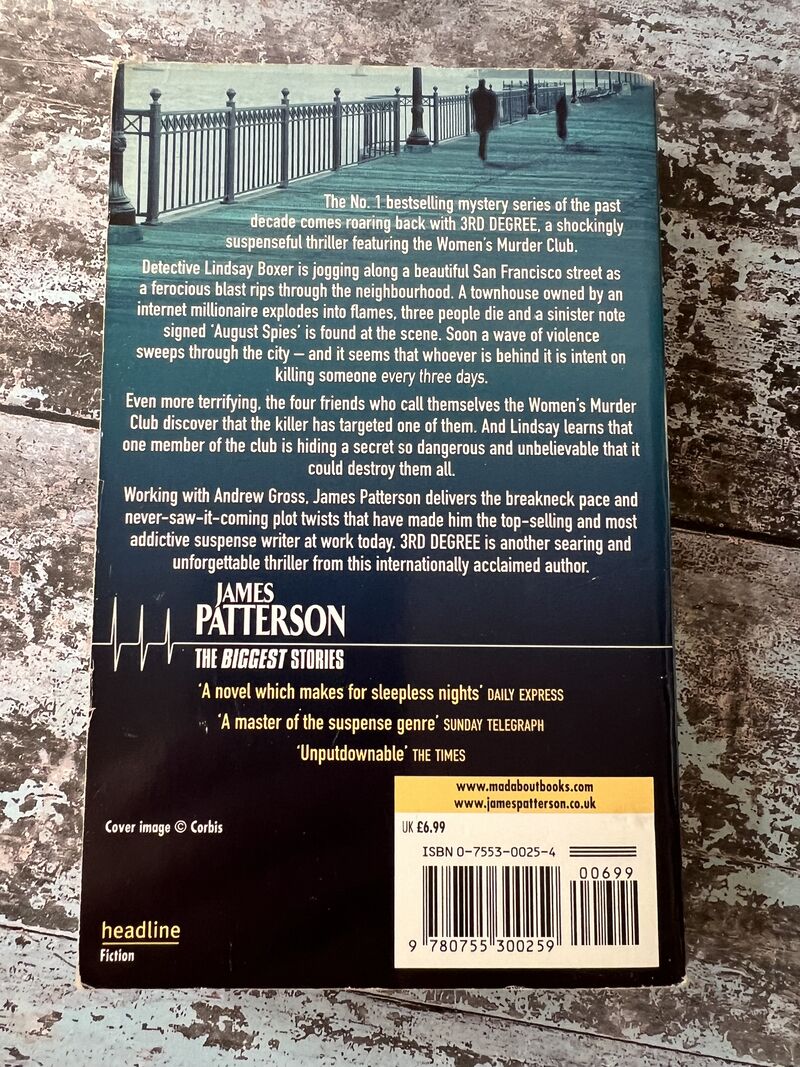 The No. 1 bestselling mystery series of the past
decade comes roaring back with 3RD DEGREE, a shockingly
suspenseful thriller featuring the Women's Murder Club.
Detective Lindsay Boxer is jogging along a beautiful San Francisco street as
a ferocious blast rips through the neighbourhood. A townhouse owned by an
internet millionaire explodes into flames, three people die and a sinister note
signed 'August Spies' is found at the scene. Soon a wave of violence
sweeps through the city – and it seems that whoever is behind it is intent on
killing someone every three days.
Even more terrifying, the four friends who call themselves the Women's Murder
Club discover that the killer has targeted one of them. And Lindsay learns that
one member of the club is hiding a secret so dangerous and unbelievable that it
could destroy them all.
Working with Andrew Gross, James Patterson delivers the breakneck pace and
never-saw-it-coming plot twists that have made him the top-selling and most
addictive suspense writer at work today. 3RD DEGREE is another searing and
unforgettable thriller from this internationally acclaimed author.
JAMES
PATTERSON
THE BIGGEST STORIES
'A novel which makes for sleepless nights' DAILY EXPRESS
'A master of the suspense genre' SUNDAY TELEGRAPH
'Unputdownable' THE TIMES
www.madaboutbooks.com
www.jamespatterson.co.uk
Cover image © Corbis
UK £6.99
ISBN 0-7553-0025-4
00699
9 780755 300259
headline
Fiction